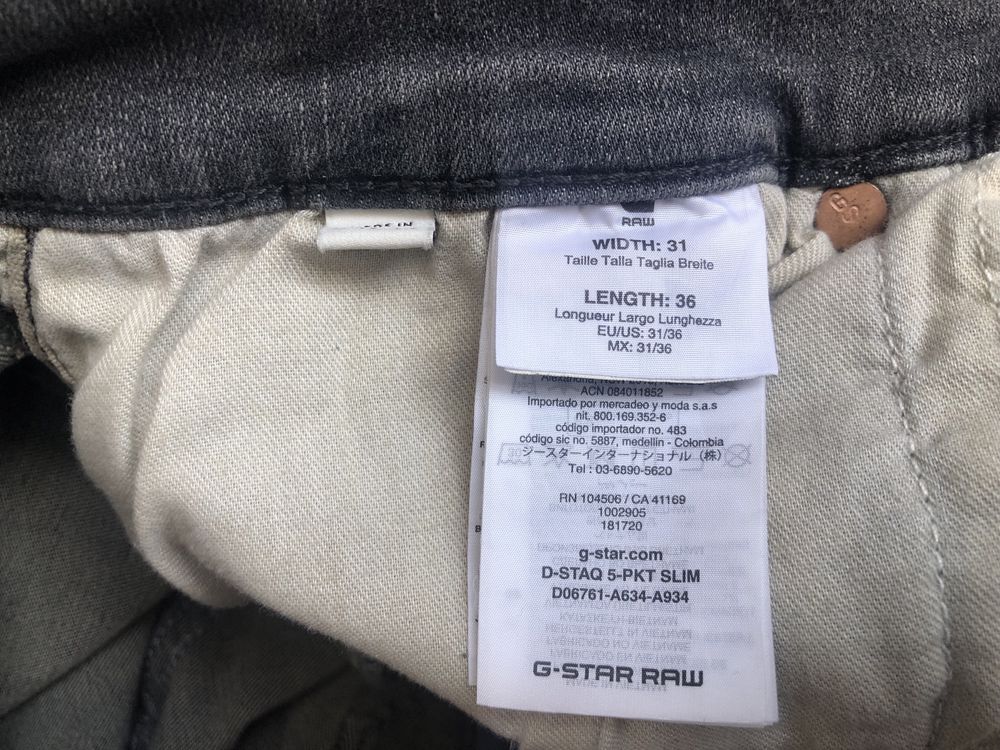 RAW
WIDTH: 31
Taille Talla Taglia Breite
LENGTH: 36
Longueur Largo Lunghezza
EU/US: 31/36
MX: 31/36
ACN 084011852
Importado por mercadeo y moda s.a.s
nit. 800.169.352-6
código importador no. 483
código sic no. 5887, medellin - Colombia
ジースターインターナショナル（株）
Tel : 03-6890-5620
RN 104506 / CA 41169
1002905
181720
g-star.com
D-STAQ 5-PKT SLIM
D06761-A634-A934
G-STAR RAW
GS